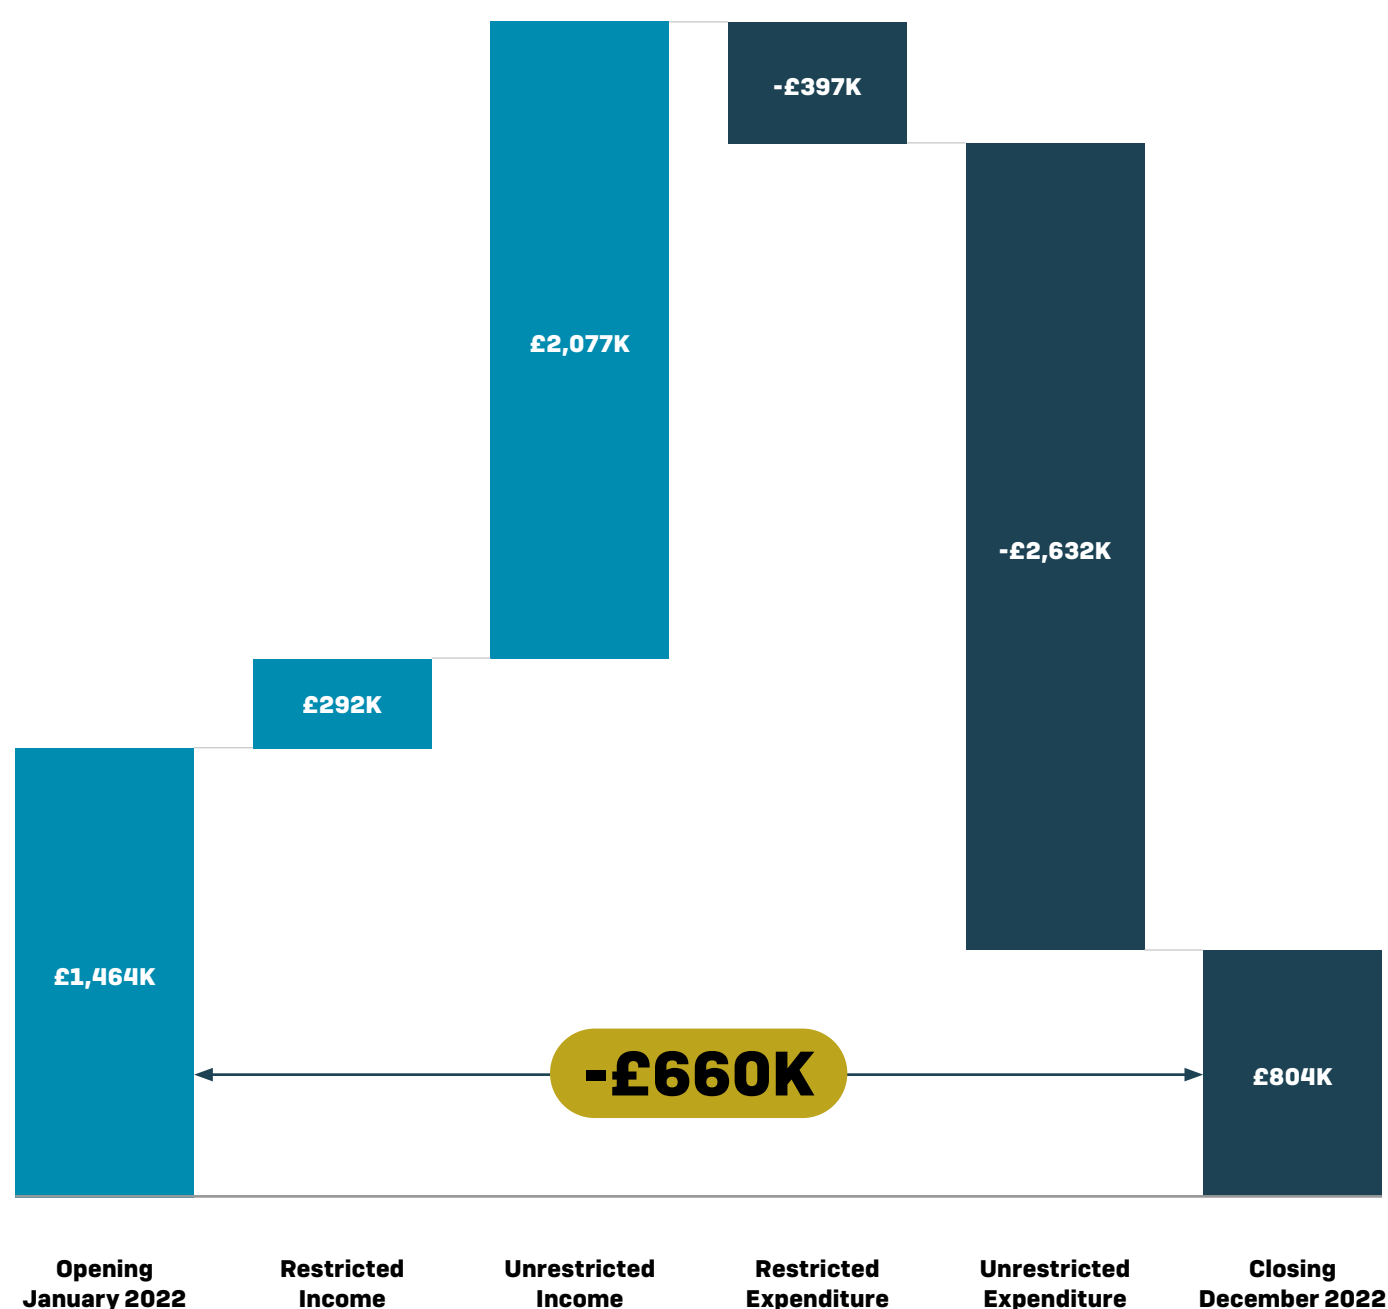 -£397K
£2,077K
-£2,632K
£292K
£1,464K
-£660K
£804K
Opening
January 2022
Restricted
Income
Unrestricted
Income
Restricted
Expenditure
Unrestricted
Expenditure
Closing
December 2022